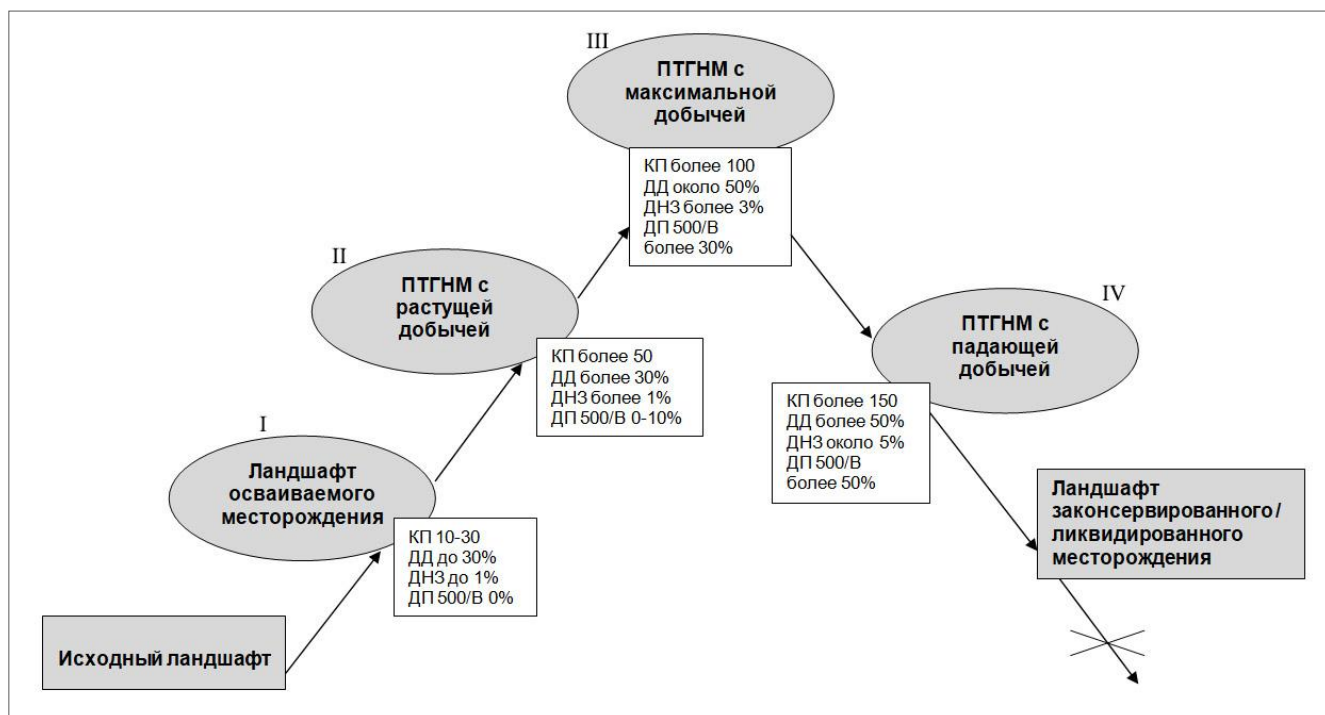 III
ПТГНМ с
максимальной
добычей
КП более 100
ДД около 50%
ДНЗ более 3%
ДП 500/В
более 30%
II
ПТГНМ с
растущей
добычей
КП более 50
ДД более 30%
ДНЗ более 1%
ДП 500/В 0-10%
IV
ПТГНМ с
падающей
добычей
КП более 150
ДД более 50%
ДНЗ около 5%
ДП 500/В
более 50%
I
Ландшафт
осваиваемого
месторождения
КП 10-30
ДД до 30%
ДНЗ до 1%
ДП 500/В 0%
Ландшафт
законсервированного/
ликвидированного
месторождения
Исходный ландшафт